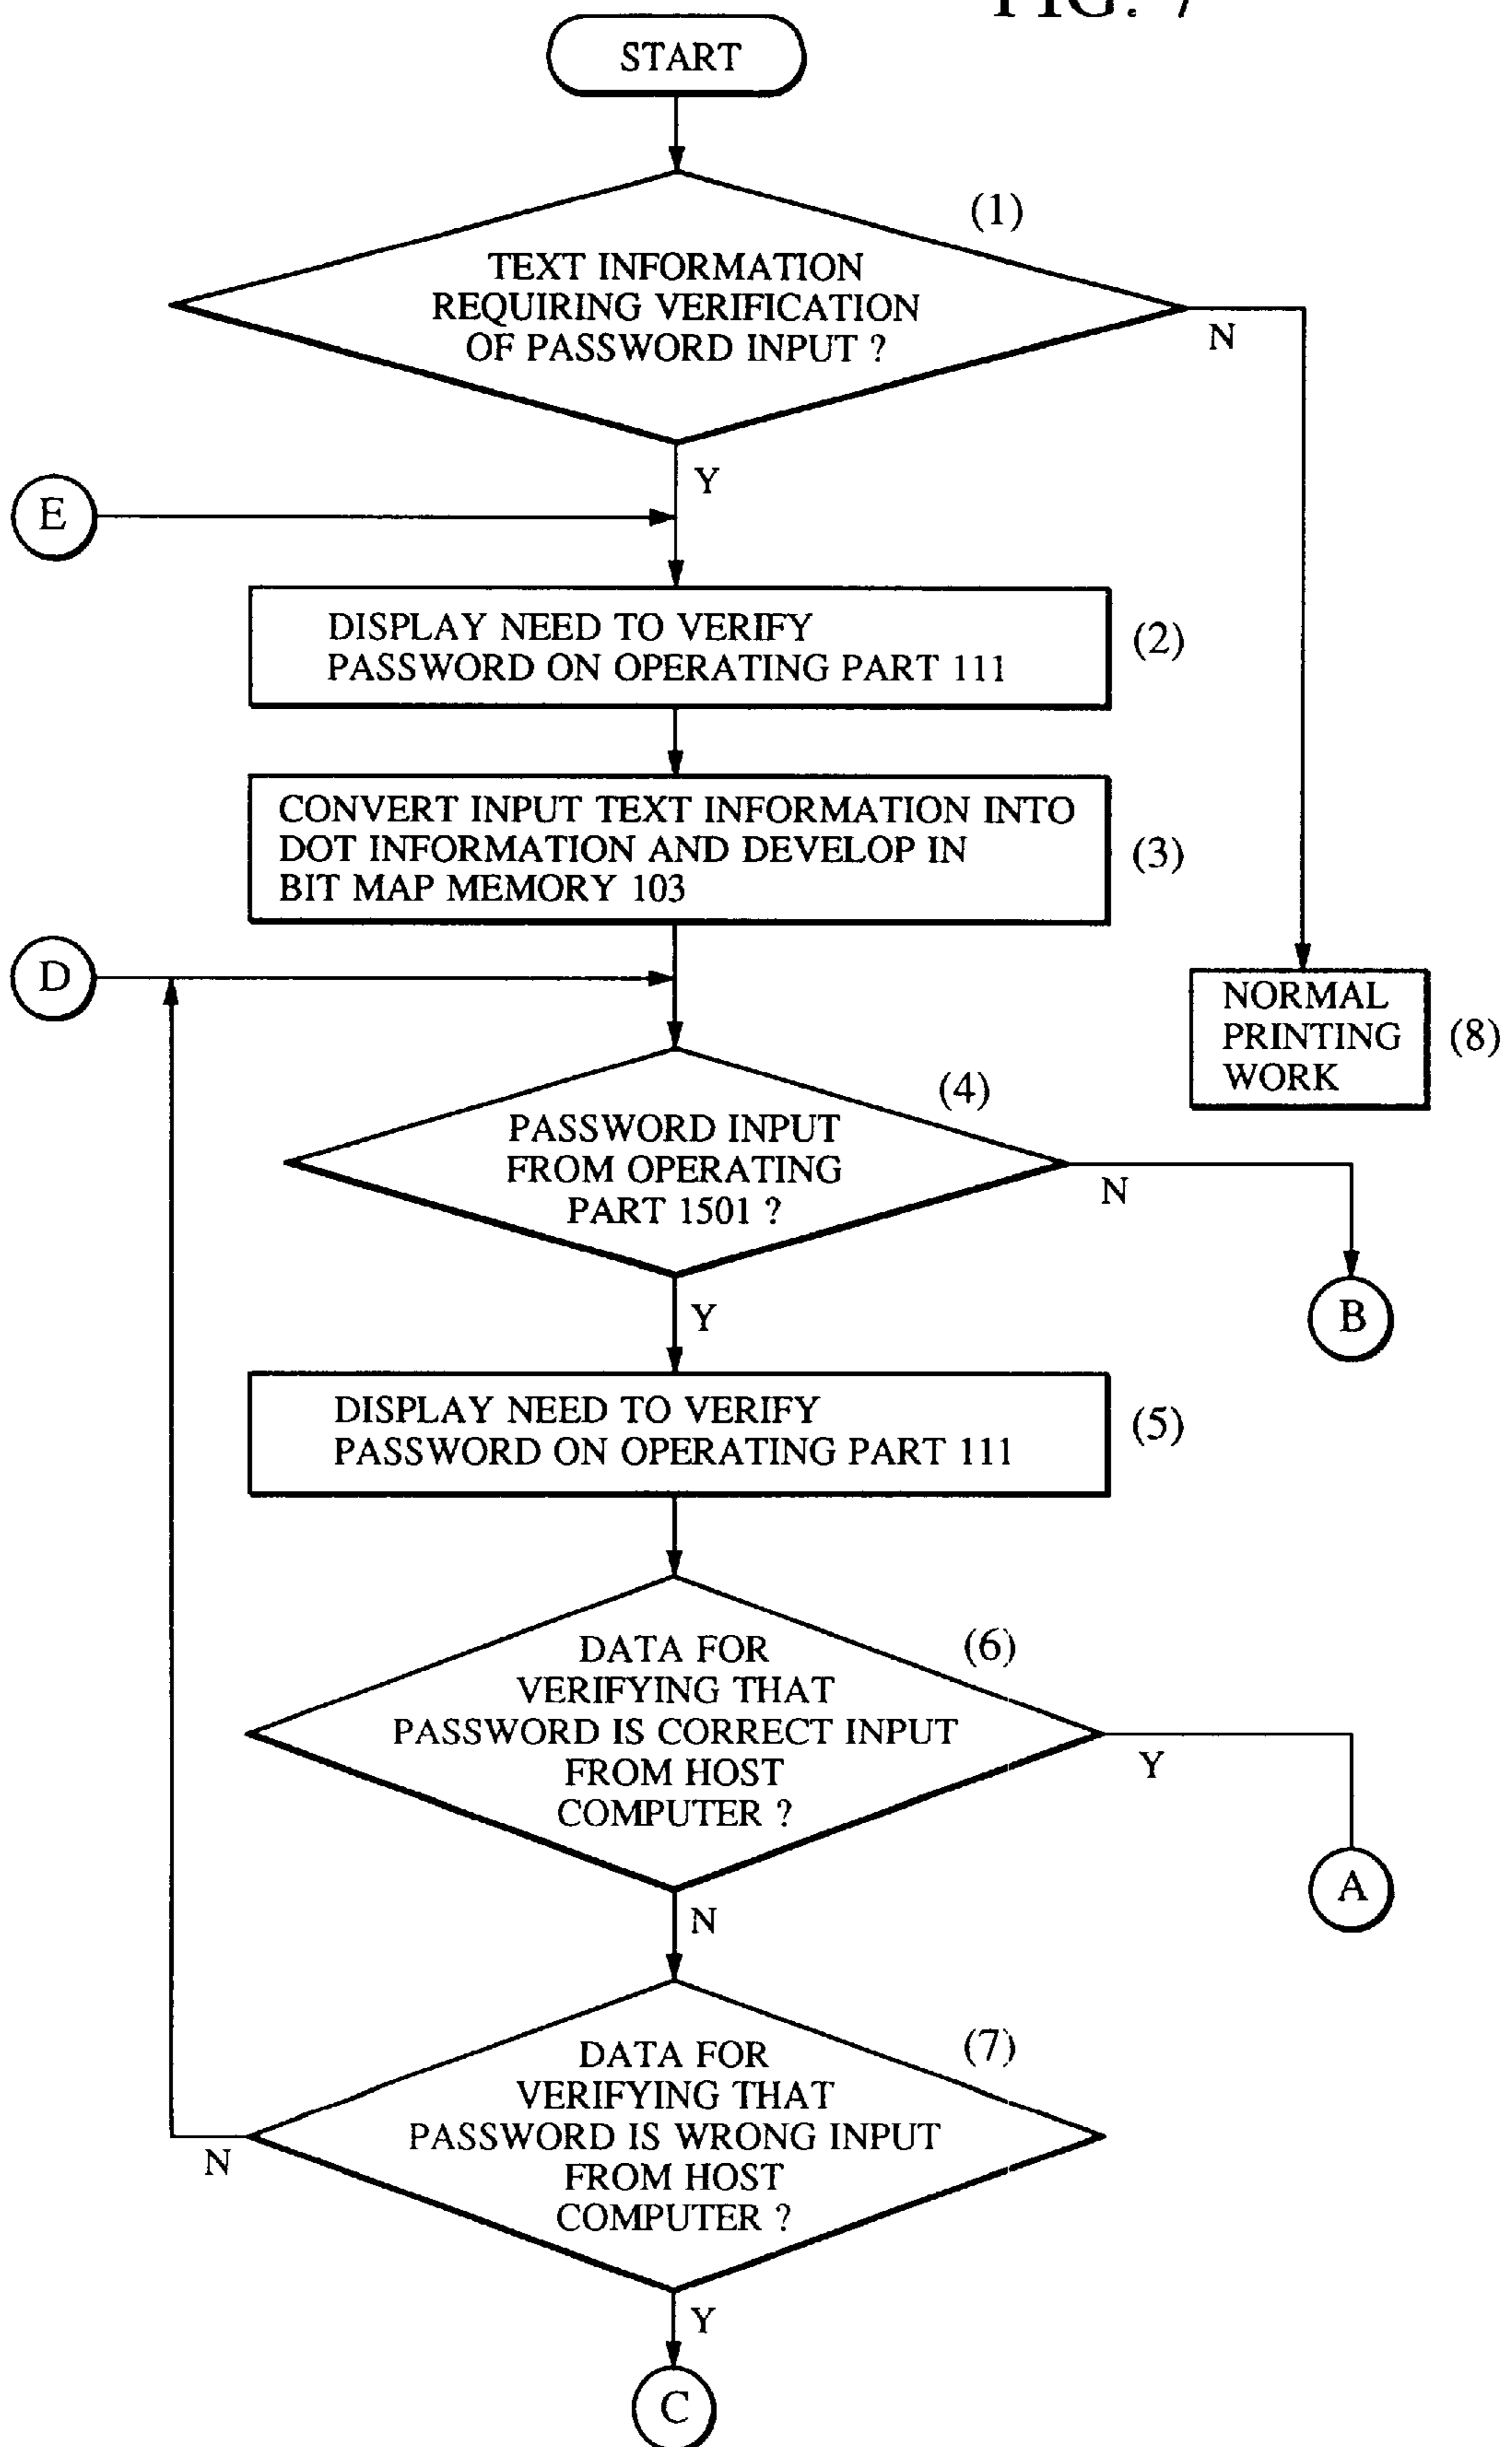 FIG. 7
START
(1)
TEXT INFORMATION
REQUIRING VERIFICATION
OF PASSWORD INPUT ?
N
Y
E
DISPLAY NEED TO VERIFY
PASSWORD ON OPERATING PART 111
(2)
CONVERT INPUT TEXT INFORMATION INTO
DOT INFORMATION AND DEVELOP IN
BIT MAP MEMORY 103
(3)
D
NORMAL
PRINTING
WORK
(8)
(4)
PASSWORD INPUT
FROM OPERATING
PART 1501 ?
N
B
Y
DISPLAY NEED TO VERIFY
PASSWORD ON OPERATING PART 111
(5)
(6)
DATA FOR
VERIFYING THAT
PASSWORD IS CORRECT INPUT
FROM HOST
COMPUTER ?
Y
A
N
(7)
DATA FOR
VERIFYING THAT
PASSWORD IS WRONG INPUT
FROM HOST
COMPUTER ?
N
Y
C